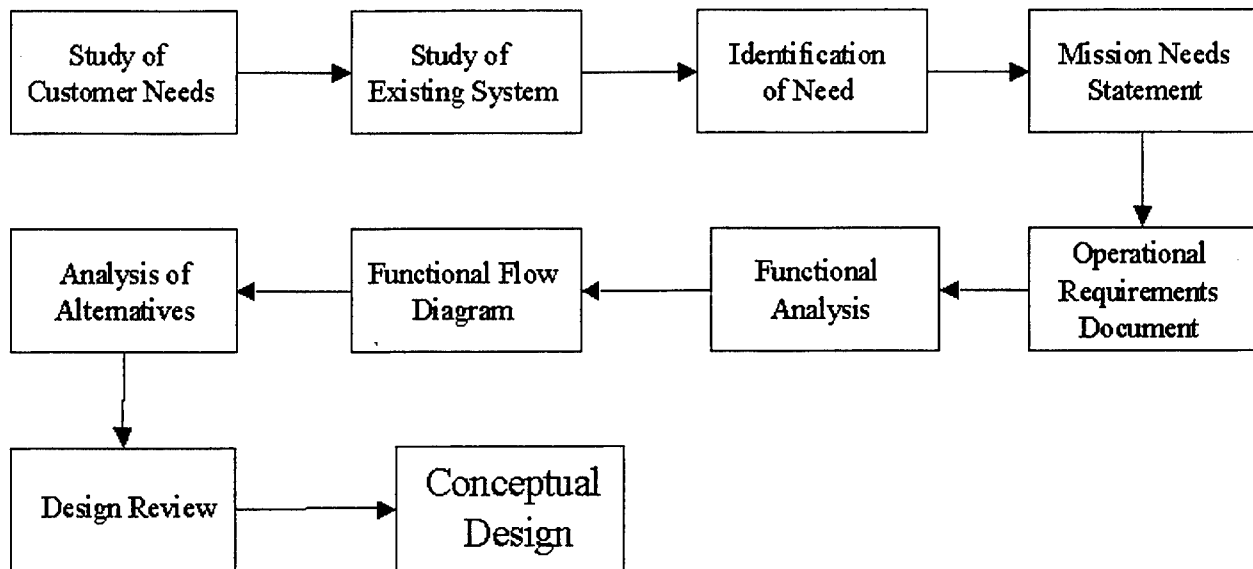 Study of
Customer Needs
Study of
Existing System
Identification
of Need
Mission Needs
Statement
Operational
Requirements
Document
Functional
Analysis
Functional Flow
Diagram
Analysis of
Alternatives
Design Review
Conceptual
Design